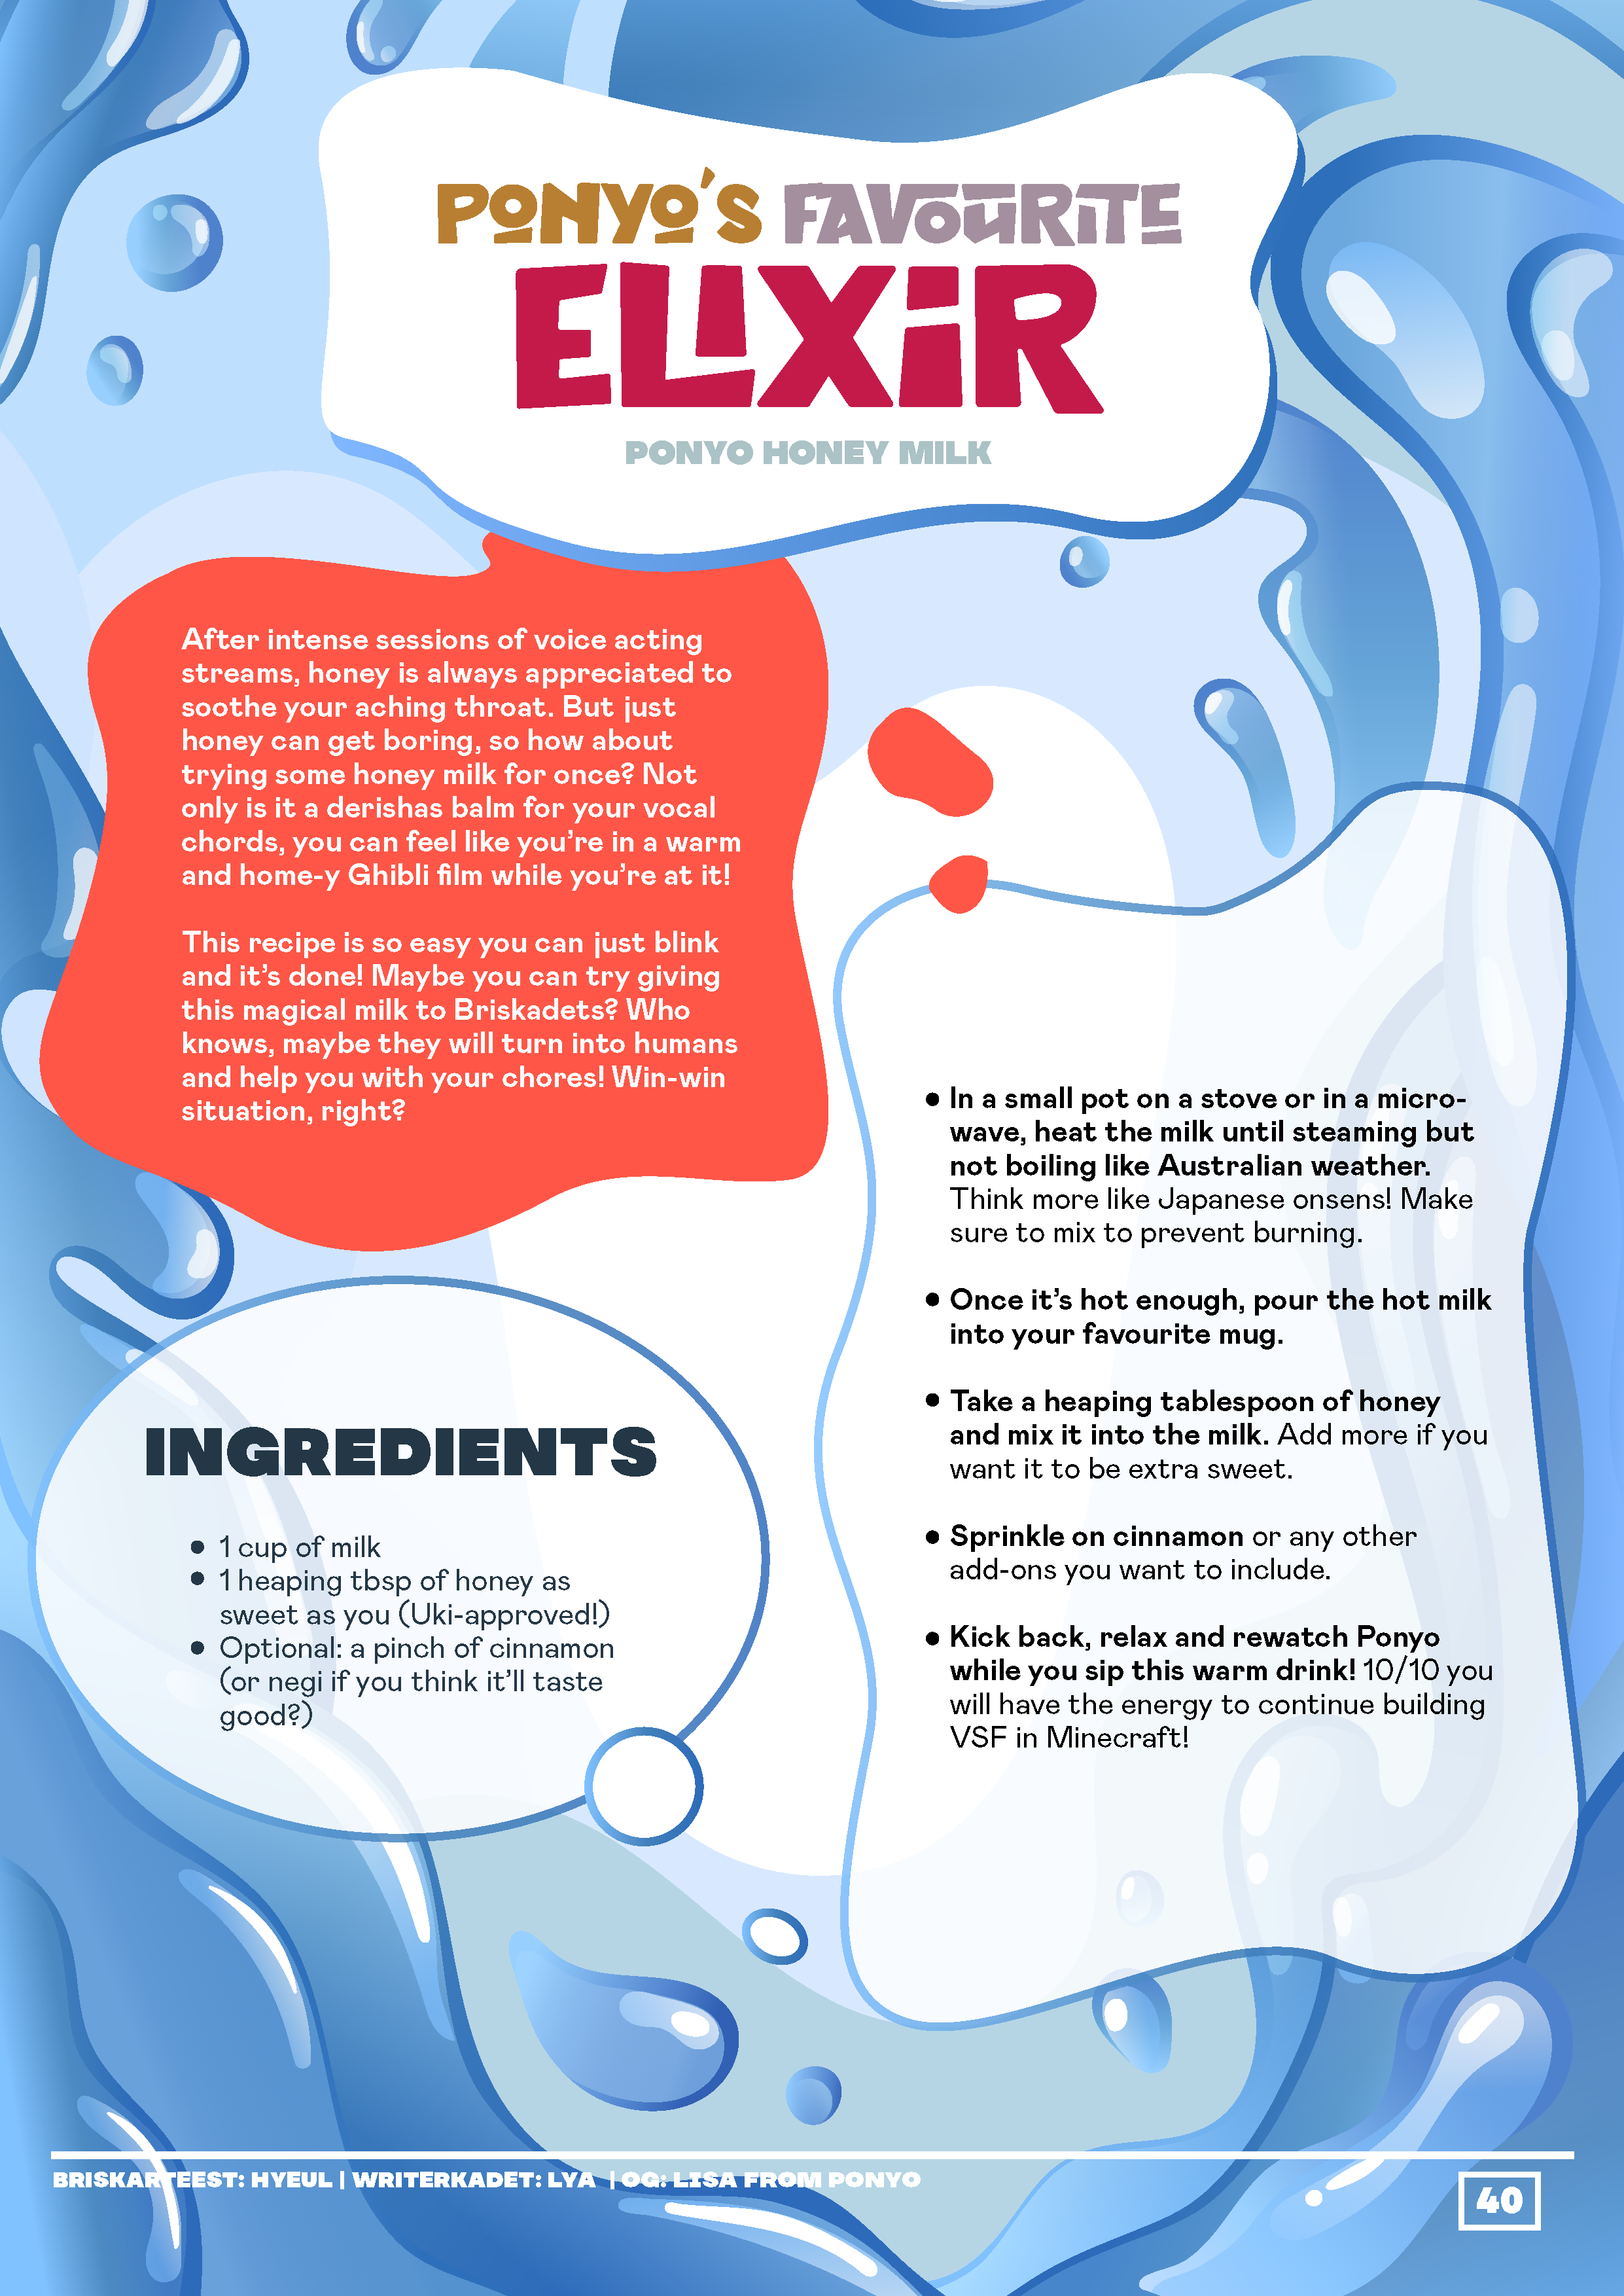 PONYO'S FAVOURITE
ELIXIR
PONYO HONEY MILK
After intense sessions of voice acting
streams, honey is always appreciated to
soothe your aching throat. But just
honey can get boring, so how about
trying some honey milk for once? Not
only is it a derishas balm for your vocal
chords, you can feel like you're in a warm
and home-y Ghibli film while you're at it!
This recipe is so easy you can just blink
and it's done! Maybe you can try giving
this magical milk to Briskadets? Who
knows, maybe they will turn into humans
and help you with your chores! Win-win
situation, right?
INGREDIENTS
• 1 cup of milk
• 1 heaping tbsp of honey as
sweet as you (Uki-approved!)
• Optional: a pinch of cinnamon
(or negi if you think it'll taste
good?)
• In a small pot on a stove or in a micro-
wave, heat the milk until steaming but
not boiling like Australian weather.
Think more like Japanese onsens! Make
sure to mix to prevent burning.
• Once it's hot enough, pour the hot milk
into your favourite mug.
• Take a heaping tablespoon of honey
and mix it into the milk. Add more if you
want it to be extra sweet.
• Sprinkle on cinnamon or any other
add-ons you want to include.
• Kick back, relax and rewatch Ponyo
while you sip this warm drink! 10/10 you
will have the energy to continue building
VSF in Minecraft!
BRISKARTEEST: HYEUL | WRITERKADET: LYA | OG: LISA FROM PONYO
40